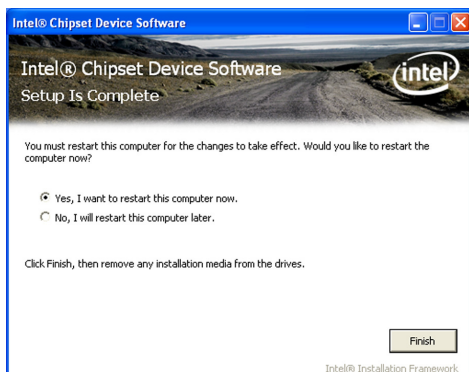 Intel® Chipset Device Software
Intel® Chipset Device Software
Setup Is Complete
intel
You must restart this computer for the changes to take effect. Would you like to restart the
computer now?
Yes, I want to restart this computer now.
No, I will restart this computer later.
Click Finish, then remove any installation media from the drives.
Finish
Intel® Installation Framework